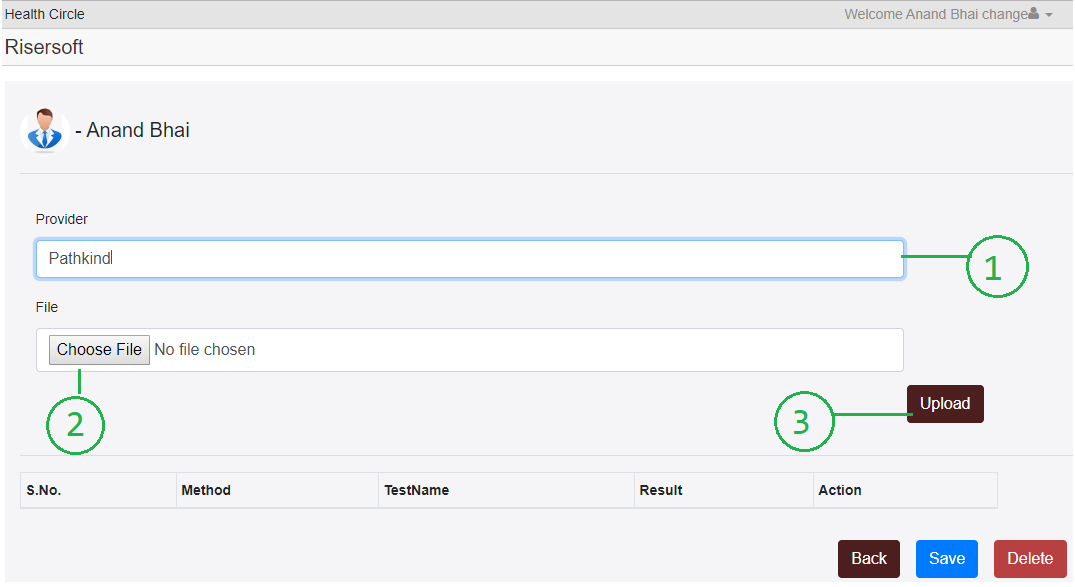 Health Circle Welcome Anand Bhai change
Risersoft
- Anand Bhai
Provider
Pathkindl
1
File
Choose File No file chosen
2
3
Upload
S.No. Method TestName Result Action
Back Save Delete